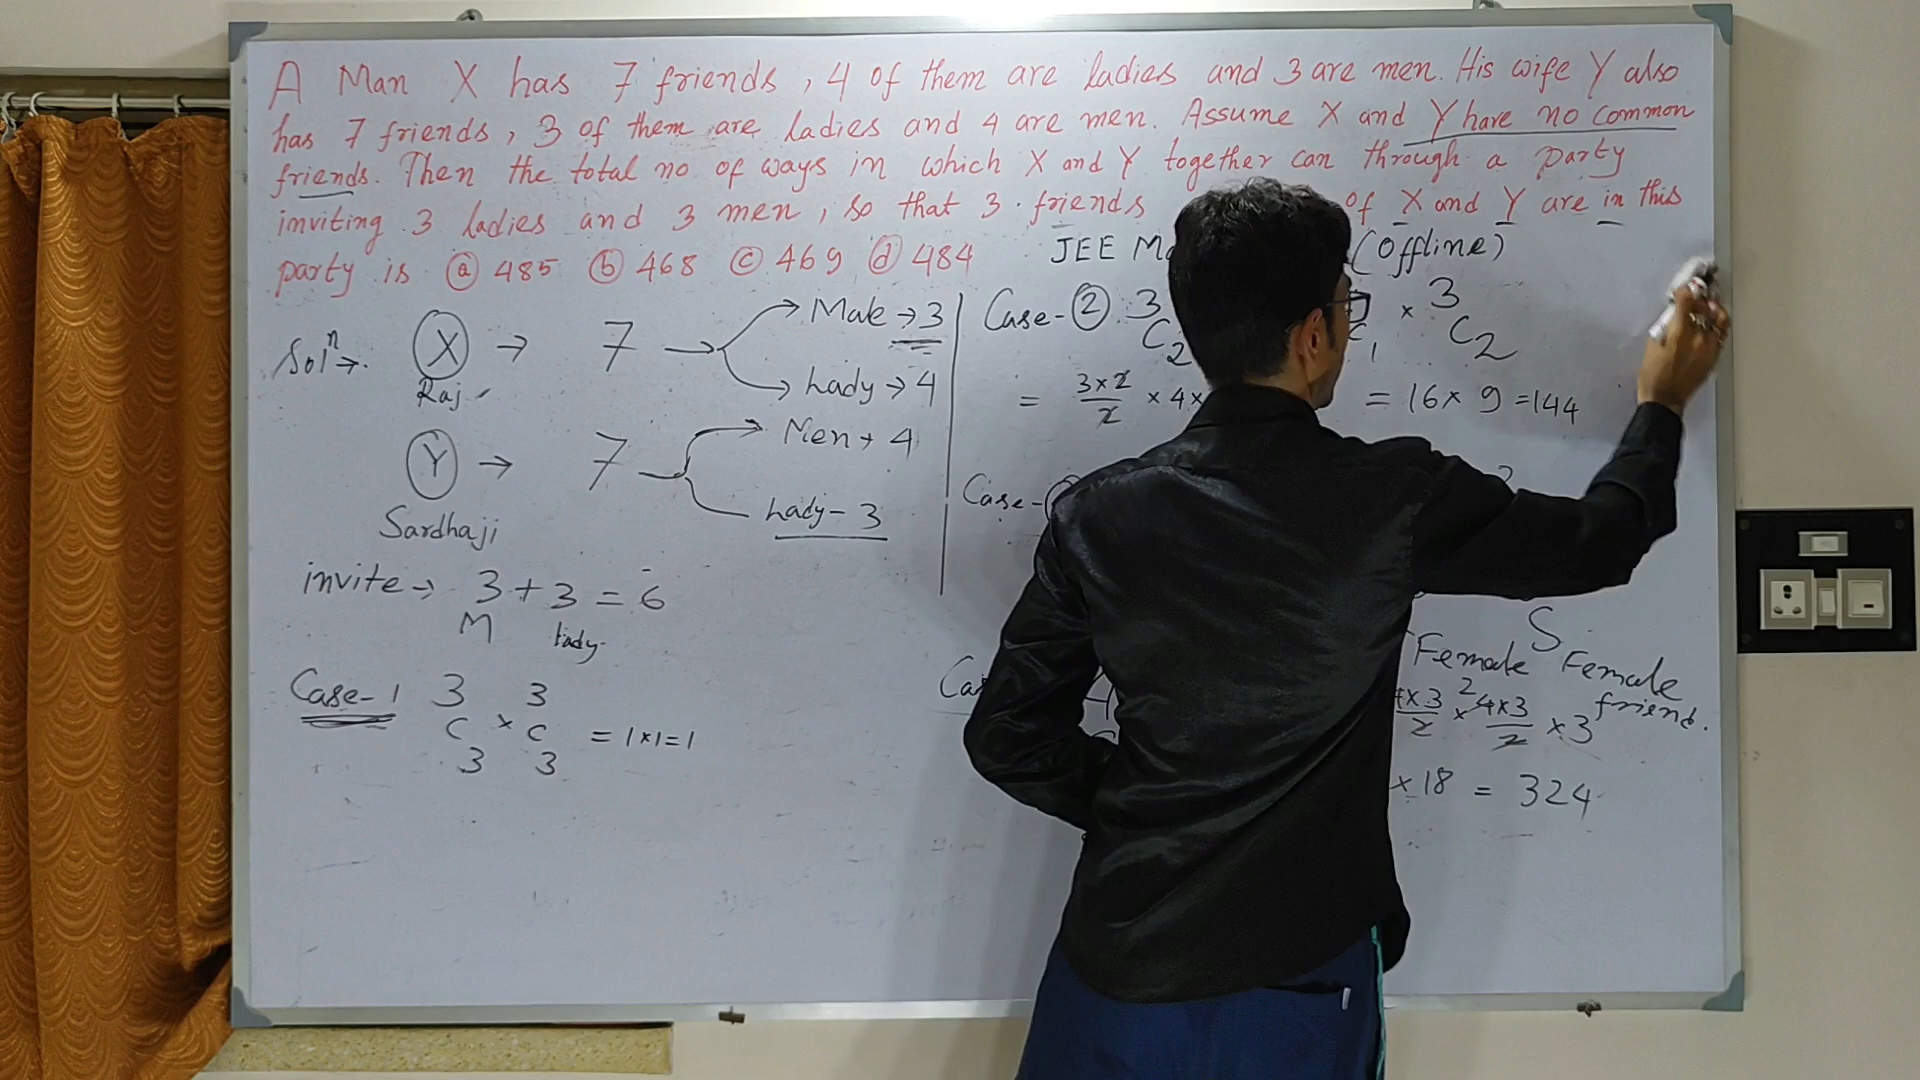 A Man X has 7 friends, 4 of them are ladies and 3 are men. His wife Y also
has 7 friends, 3 of them are ladies and 4 are men. Assume X and Y have no common
friends. Then the total no of ways in which X and Y together can through a party
inviting 3 ladies and 3 men, so that 3 friends of X and Y are in this
party is (a) 485 (b) 468 (c) 469 (d) 484
JEE (Offline)
Solⁿ→. X → 7 → Male → 3
Lady → 4
Raj
Y → 7 Men → 4
Lady - 3
Sardhaji
invite → 3 + 3 = 6
M Lady
Case-1 3C3 × 3C3 = 1×1=1
Case-② 3C2 × 3C2
= 3×2/2 × 4× = 16× 9 =144
Case-
S
Female Female
friend.
4×3/2 × 4×3/2 × 3
× 18 = 324